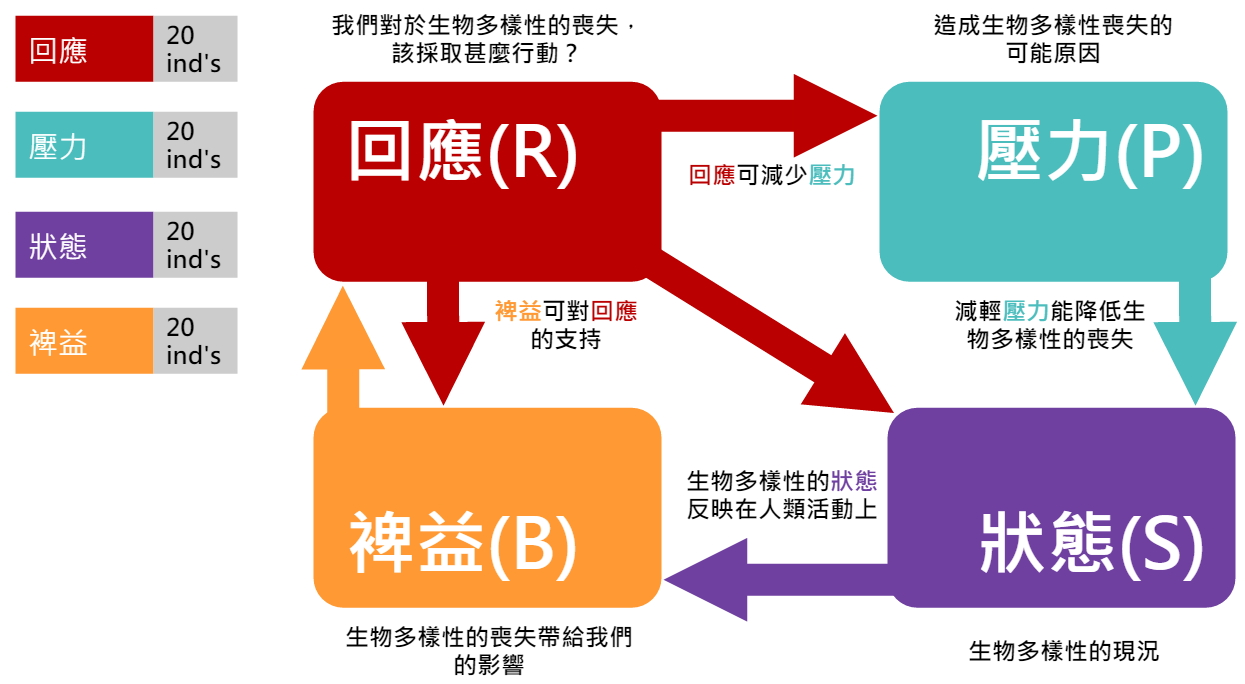 回應
20
ind's
壓力
20
ind's
狀態
20
ind's
裨益
20
ind's
我們對於生物多樣性的喪失，
該採取甚麼行動？
造成生物多樣性喪失的
可能原因
回應(R)
壓力(P)
回應可減少壓力
裨益可對回應
的支持
減輕壓力能降低生
物多樣性的喪失
生物多樣性的狀態
反映在人類活動上
裨益(B)
狀態(S)
生物多樣性的喪失帶給我們
的影響
生物多樣性的現況